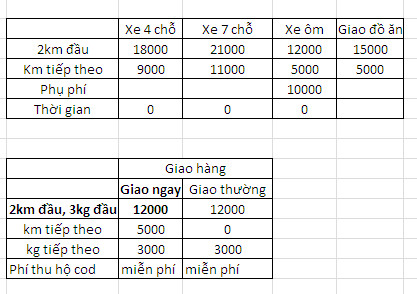 Xe 4 chỗ Xe 7 chỗ Xe ôm Giao đồ ăn
2km đầu 18000 21000 12000 15000
Km tiếp theo 9000 11000 5000 5000
Phụ phí 10000
Thời gian 0 0 0
Giao hàng
Giao ngay Giao thường
2km đầu, 3kg đầu 12000 12000
km tiếp theo 5000 0
kg tiếp theo 3000 3000
Phí thu hộ cod miễn phí miễn phí